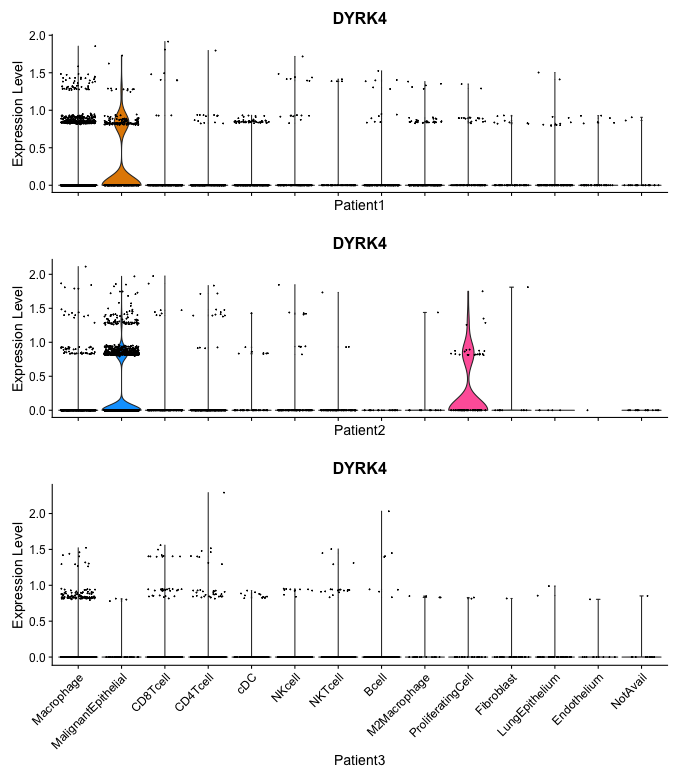 DYRK4
Expression Level
2.0
1.5
1.0
0.5
0.0
Patient1
DYRK4
Expression Level
2.0
1.5
1.0
0.5
0.0
Patient2
DYRK4
Expression Level
2.0
1.5
1.0
0.5
0.0
Macrophage
MalignantEpithelial
CD8Tcell
CD4Tcell
cDC
NKcell
NKTcell
Bcell
M2Macrophage
ProliferatingCell
Fibroblast
LungEpithelium
Endothelium
NotAvail
Patient3